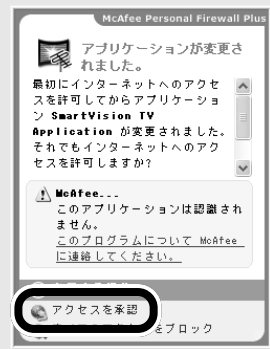 McAfee Personal Firewall Plus
アプリケーションが変更さ
れました。
最初にインターネットへのアクセ
スを許可してからアプリケーショ
ン SmartVision TV
Application が変更されました。
それでもインターネットへのアク
セスを許可しますか?
McAfee...
このアプリケーションは認識され
ません。
このプログラムについて McAfee
に連絡してください。
アクセスを承認
をブロック